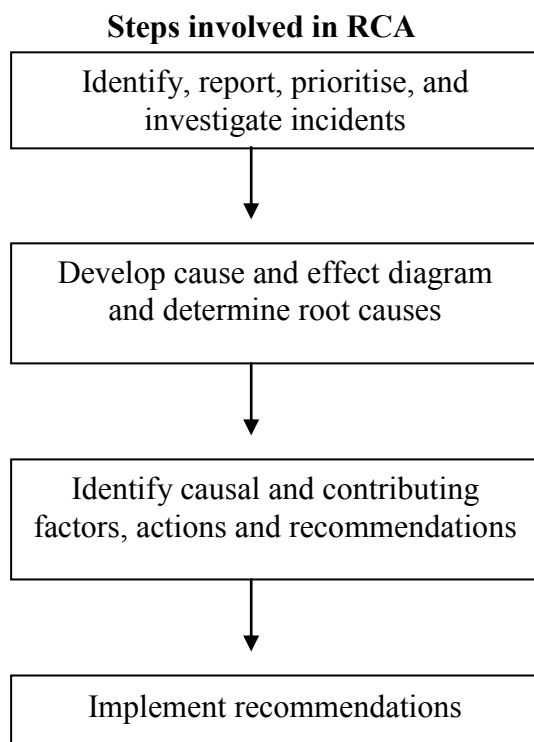 Steps involved in RCA
Identify, report, prioritise, and
investigate incidents
Develop cause and effect diagram
and determine root causes
Identify causal and contributing
factors, actions and recommendations
Implement recommendations